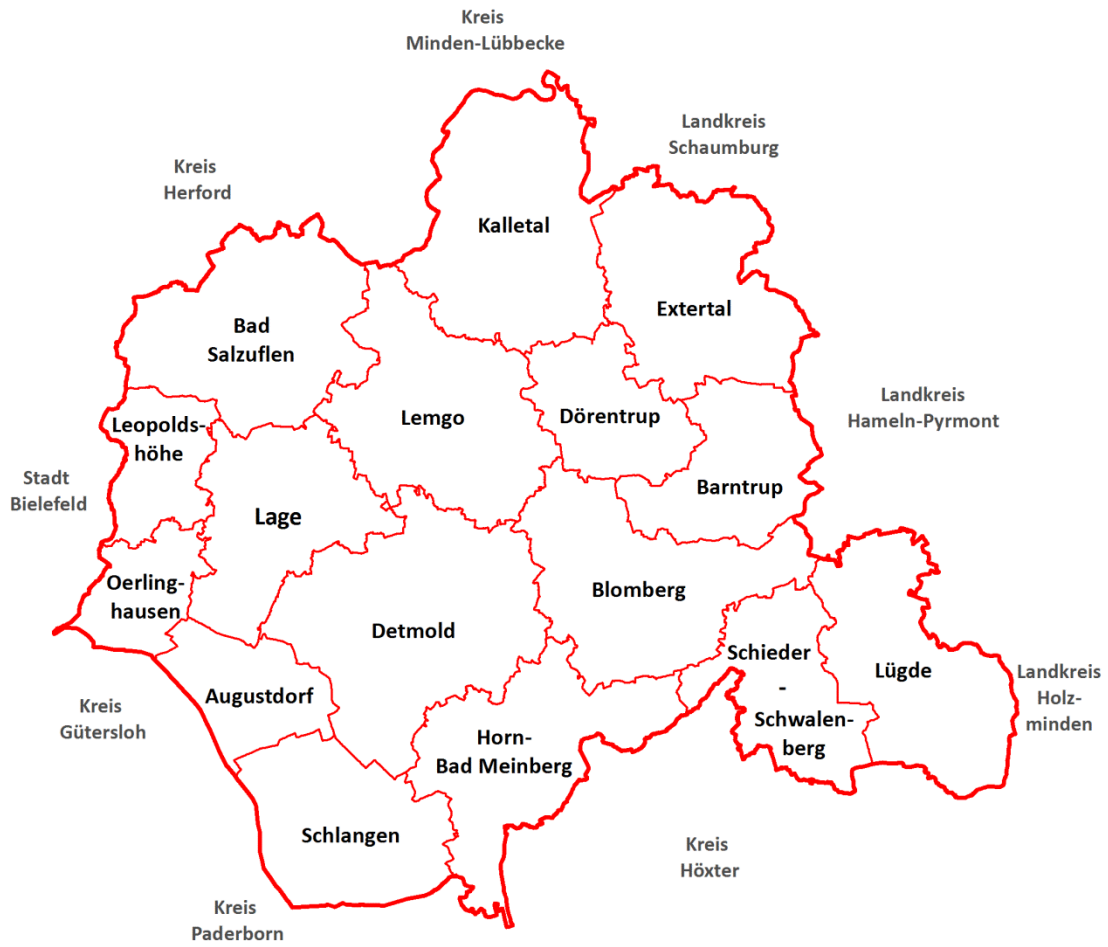 Kreis
Minden-Lübbecke
Landkreis
Schaumburg
Kreis
Herford
Kalletal
Extertal
Bad
Salzuflen
Landkreis
Hameln-Pyrmont
Leopolds-
höhe
Lemgo
Dörentrup
Stadt
Bielefeld
Barntrup
Lage
Oerling-
hausen
Blomberg
Detmold
Schieder
-
Schwalen-
berg
Lügde
Landkreis
Holz-
minden
Augustdorf
Kreis
Gütersloh
Horn-
Bad Meinberg
Schlangen
Kreis
Höxter
Kreis
Paderborn